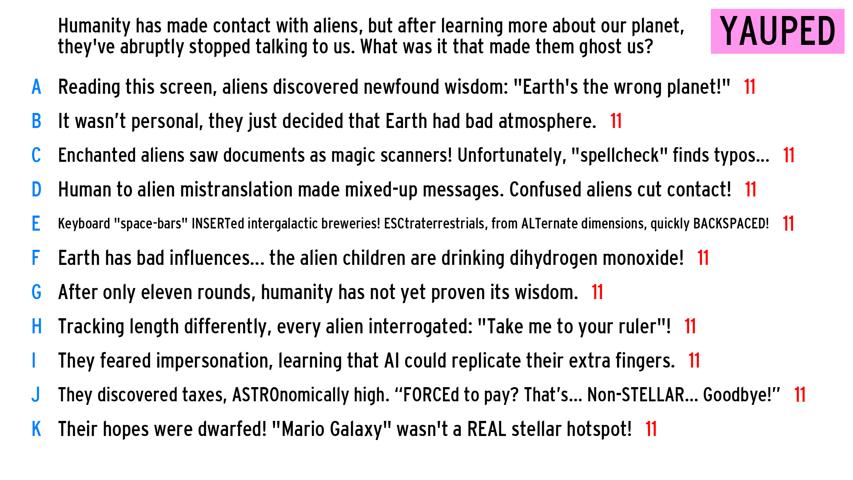 Humanity has made contact with aliens, but after learning more about our planet,
they've abruptly stopped talking to us. What was it that made them ghost us?
YAUPED
A Reading this screen, aliens discovered newfound wisdom: "Earth's the wrong planet!" 11
B It wasn’t personal, they just decided that Earth had bad atmosphere. 11
C Enchanted aliens saw documents as magic scanners! Unfortunately, "spellcheck" finds typos... 11
D Human to alien mistranslation made mixed-up messages. Confused aliens cut contact! 11
E Keyboard "space-bars" INSERTed intergalactic breweries! ESCtraterrestrials, from ALTernate dimensions, quickly BACKSPACED! 11
F Earth has bad influences... the alien children are drinking dihydrogen monoxide! 11
G After only eleven rounds, humanity has not yet proven its wisdom. 11
H Tracking length differently, every alien interrogated: "Take me to your ruler"! 11
I They feared impersonation, learning that AI could replicate their extra fingers. 11
J They discovered taxes, ASTROnomically high. “FORCEd to pay? That’s... Non-STELLAR... Goodbye!” 11
K Their hopes were dwarfed! "Mario Galaxy" wasn't a REAL stellar hotspot! 11